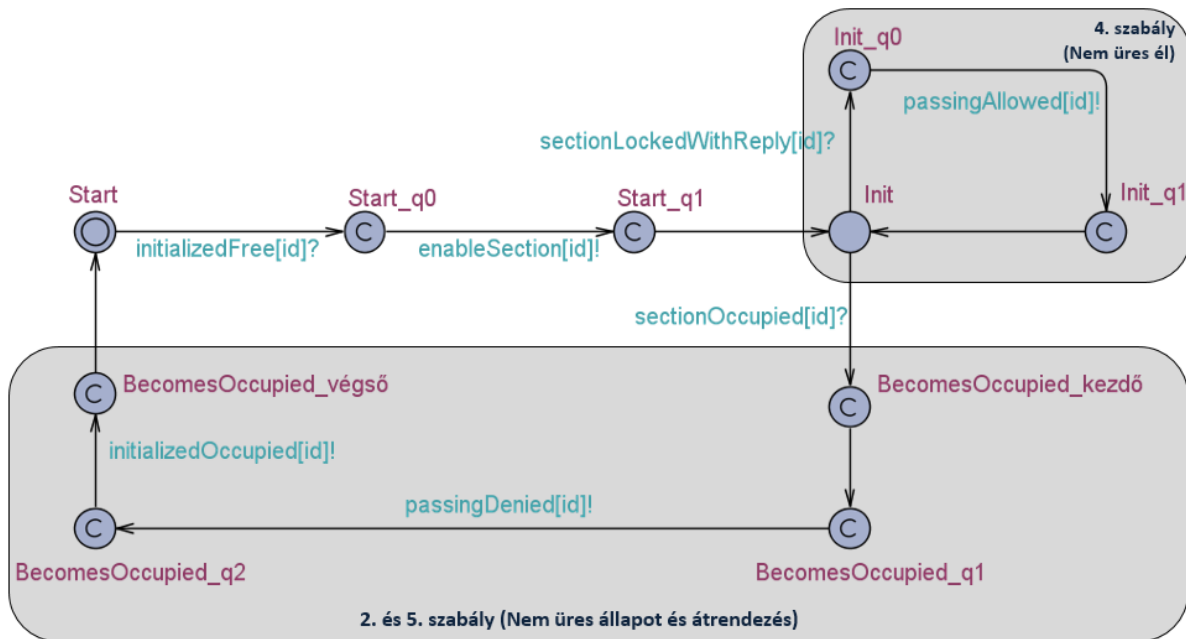 4. szabály
(Nem üres él)
Init_q0
passingAllowed[id]!
sectionLockedWithReply[id]?
Start
Start_q0
Start_q1
Init
Init_q1
initializedFree[id]?
enableSection[id]!
sectionOccupied[id]?
BecomesOccupied_végső
BecomesOccupied_kezdő
initializedOccupied[id]!
passingDenied[id]!
BecomesOccupied_q2
BecomesOccupied_q1
2. és 5. szabály (Nem üres állapot és átrendezés)
C
C
C
C
C
C
C
C